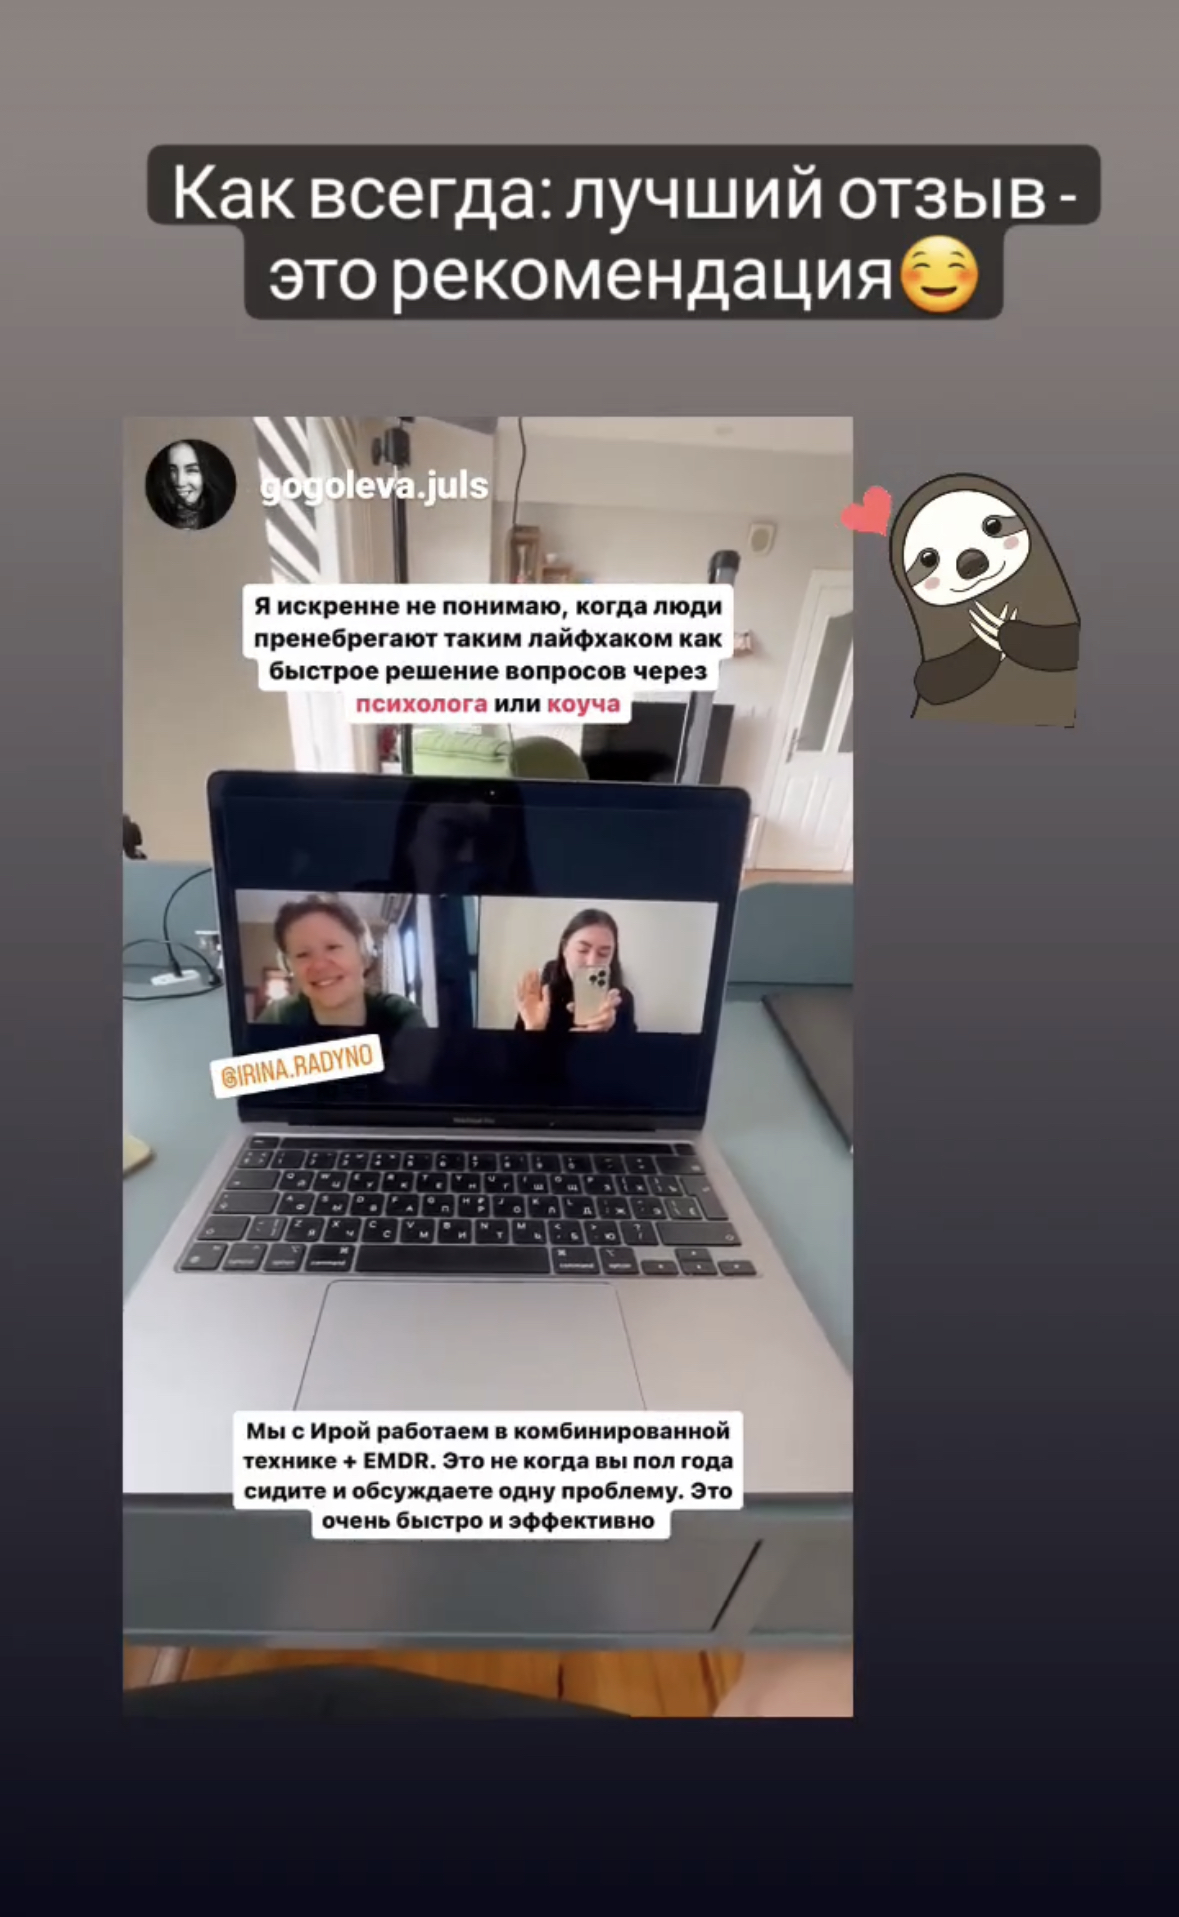 Как всегда: лучший отзыв -
это рекомендация
gogoleva.juls
Я искренне не понимаю, когда люди
пренебрегают таким лайфхаком как
быстрое решение вопросов через
психолога или коуча
@IRINA.RADYNO
Мы с Ирой работаем в комбинированной
технике + EMDR. Это не когда вы пол года
сидите и обсуждаете одну проблему. Это
очень быстро и эффективно